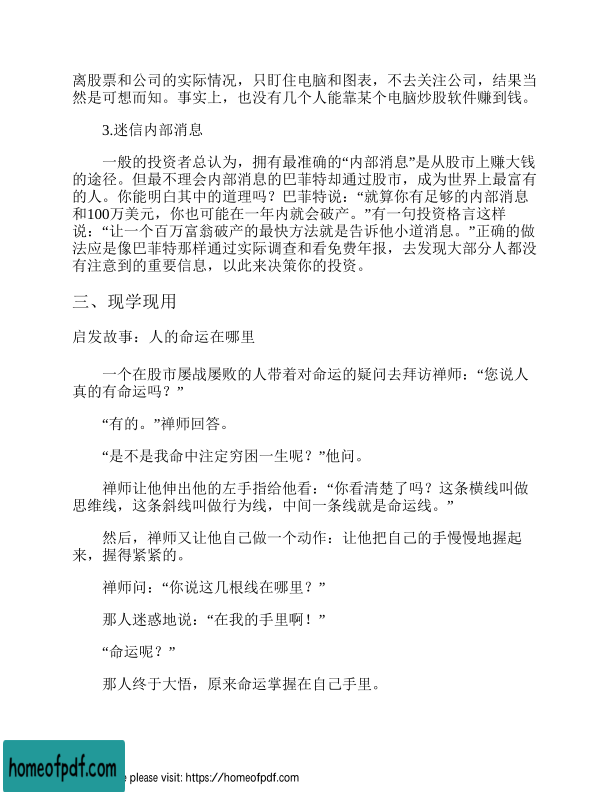 离股票和公司的实际情况，只盯住电脑和图表，不去关注公司，结果当
然是可想而知。事实上，也没有几个人能靠某个电脑炒股软件赚到钱。
3.迷信内部消息
一般的投资者总认为，拥有最准确的“内部消息”是从股市上赚大钱
的途径。但最不理会内部消息的巴菲特却通过股市，成为世界上最富有
的人。你能明白其中的道理吗？巴菲特说：“就算你有足够的内部消息
和100万美元，你也可能在一年内就会破产。”有一句投资格言这样
说：“让一个百万富翁破产的最快方法就是告诉他小道消息。”正确的做
法应是像巴菲特那样通过实际调查和看免费年报，去发现大部分人都没
有注意到的重要信息，以此来决策你的投资。
三、现学现用
启发故事：人的命运在哪里
一个在股市屡战屡败的人带着对命运的疑问去拜访禅师：“您说人
真的有命运吗？”
“有的。”禅师回答。
“是不是我命中注定穷困一生呢？”他问。
禅师让他伸出他的左手指给他看：“你看清楚了吗？这条横线叫做
思维线，这条斜线叫做行为线，中间一条线就是命运线。”
然后，禅师又让他自己做一个动作：让他把自己的手慢慢地握起
来，握得紧紧的。
禅师问：“你说这几根线在哪里？”
那人迷惑地说：“在我的手里啊！”
“命运呢？”
那人终于大悟，原来命运掌握在自己手里。
homeofpdf.com
please visit: https://homeofpdf.com